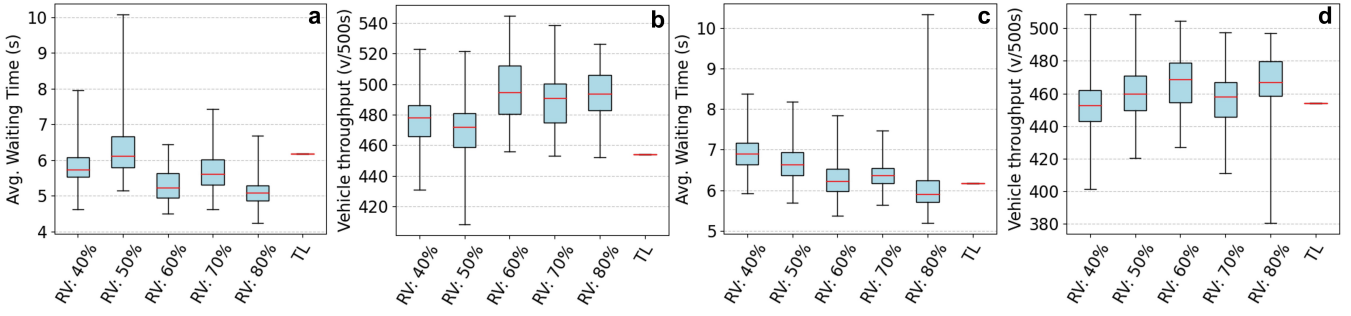 a
Avg. Waiting Time (s)
10
9
8
7
6
5
4
RV: 40%
RV: 50%
RV: 60%
RV: 70%
RV: 80%
TL
b
Vehicle throughput (v/500s)
540
520
500
480
460
440
420
RV: 40%
RV: 50%
RV: 60%
RV: 70%
RV: 80%
TL
c
Avg. Waiting Time (s)
10
9
8
7
6
5
RV: 40%
RV: 50%
RV: 60%
RV: 70%
RV: 80%
TL
d
Vehicle throughput (v/500s)
500
480
460
440
420
400
380
RV: 40%
RV: 50%
RV: 60%
RV: 70%
RV: 80%
TL